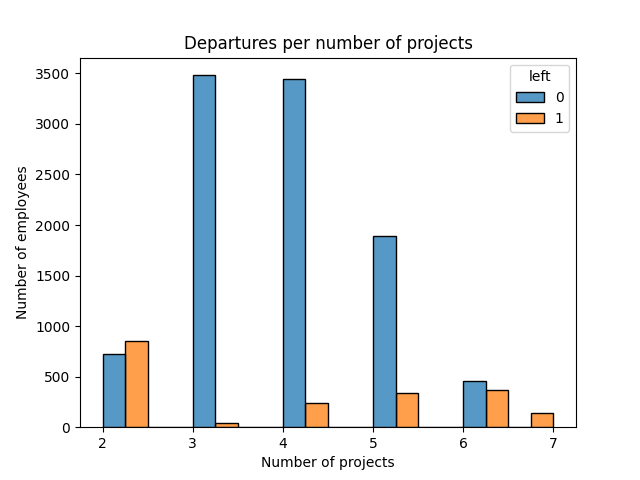 Departures per number of projects
left
0
1
3500
3000
2500
2000
1500
1000
500
0
Number of employees
2 3 4 5 6 7
Number of projects